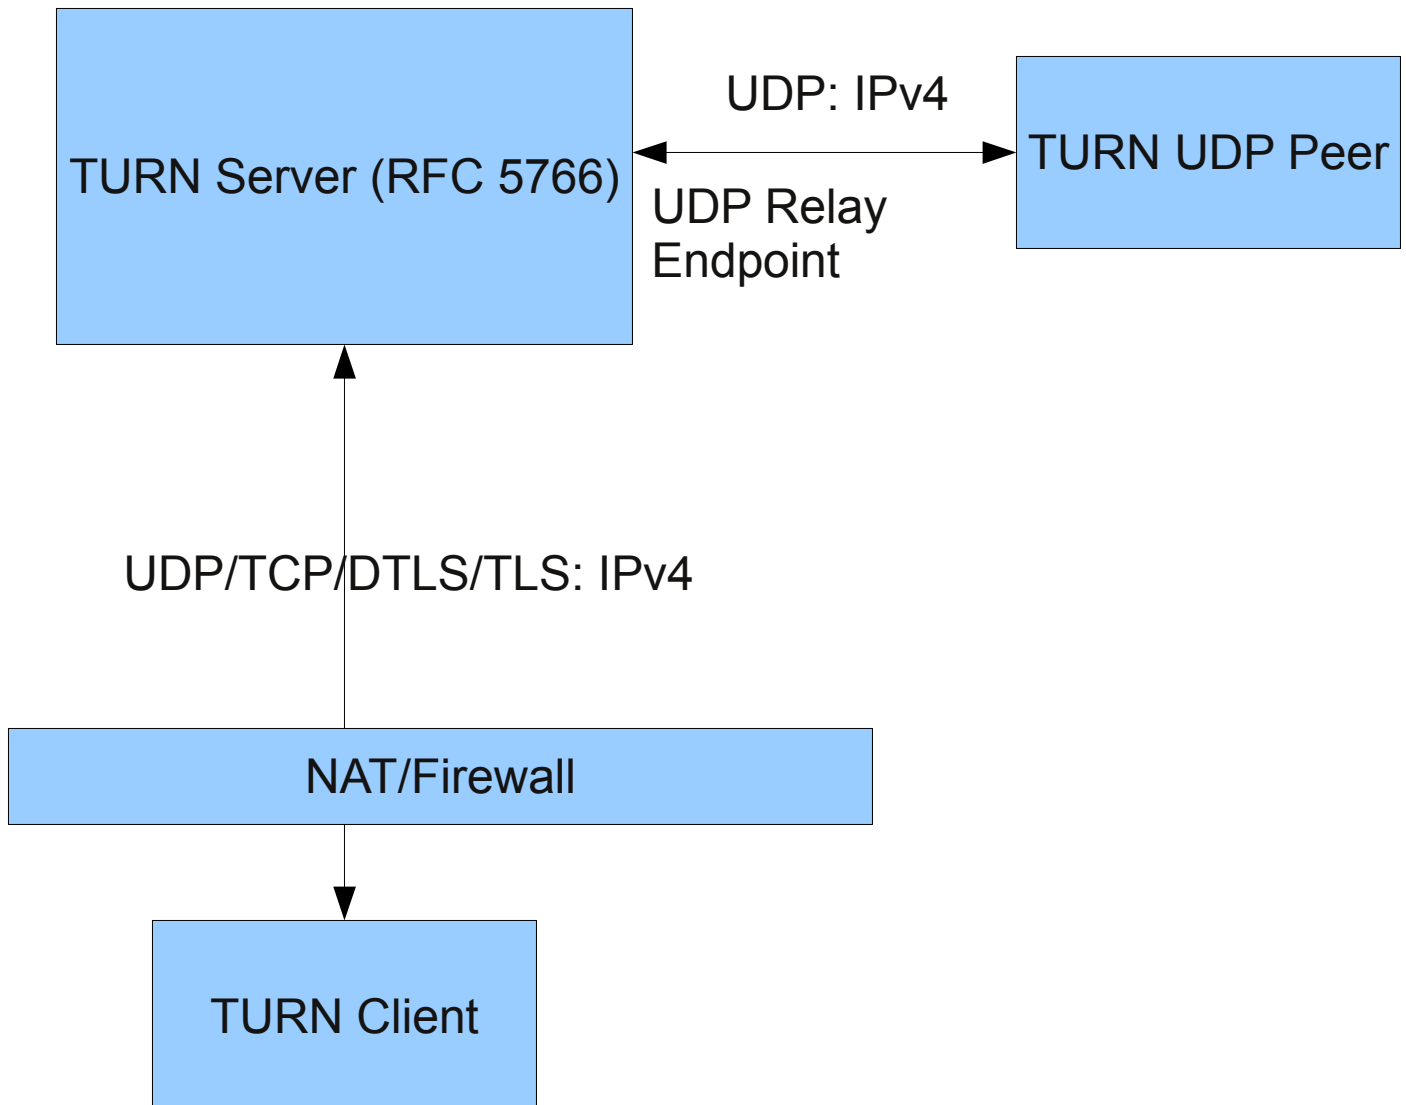 UDP: IPv4
TURN Server (RFC 5766)
TURN UDP Peer
UDP Relay
Endpoint
UDP/TCP/DTLS/TLS: IPv4
NAT/Firewall
TURN Client